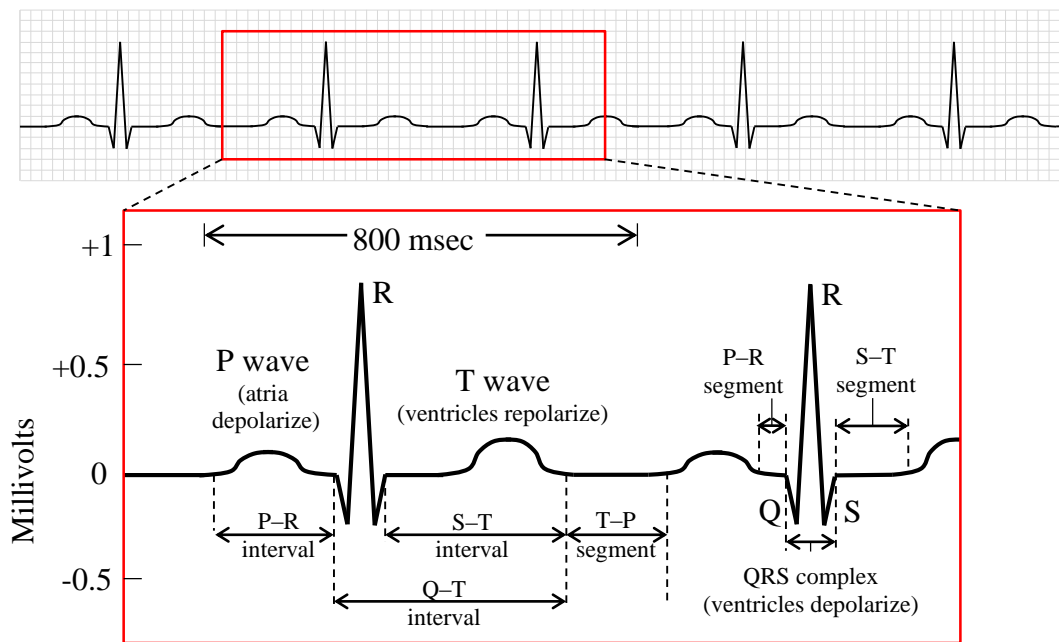 +1
800 msec
R
R
P–R
segment
S–T
segment
+0.5
P wave
(atria
depolarize)
T wave
(ventricles repolarize)
Millivolts
0
Q
S
P–R
interval
S–T
interval
T–P
segment
-0.5
Q–T
interval
QRS complex
(ventricles depolarize)